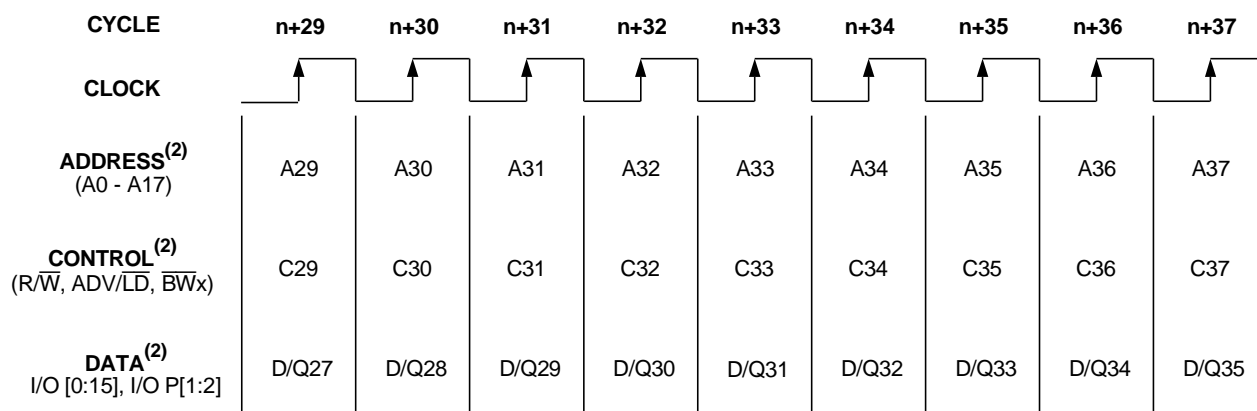 CYCLE n+29 n+30 n+31 n+32 n+33 n+34 n+35 n+36 n+37
CLOCK
ADDRESS(2)
(A0 - A17) A29 A30 A31 A32 A33 A34 A35 A36 A37
CONTROL(2)
(R/W̅, ADV/L̅D̅, B̅W̅x) C29 C30 C31 C32 C33 C34 C35 C36 C37
DATA(2)
I/O [0:15], I/O P[1:2] D/Q27 D/Q28 D/Q29 D/Q30 D/Q31 D/Q32 D/Q33 D/Q34 D/Q35